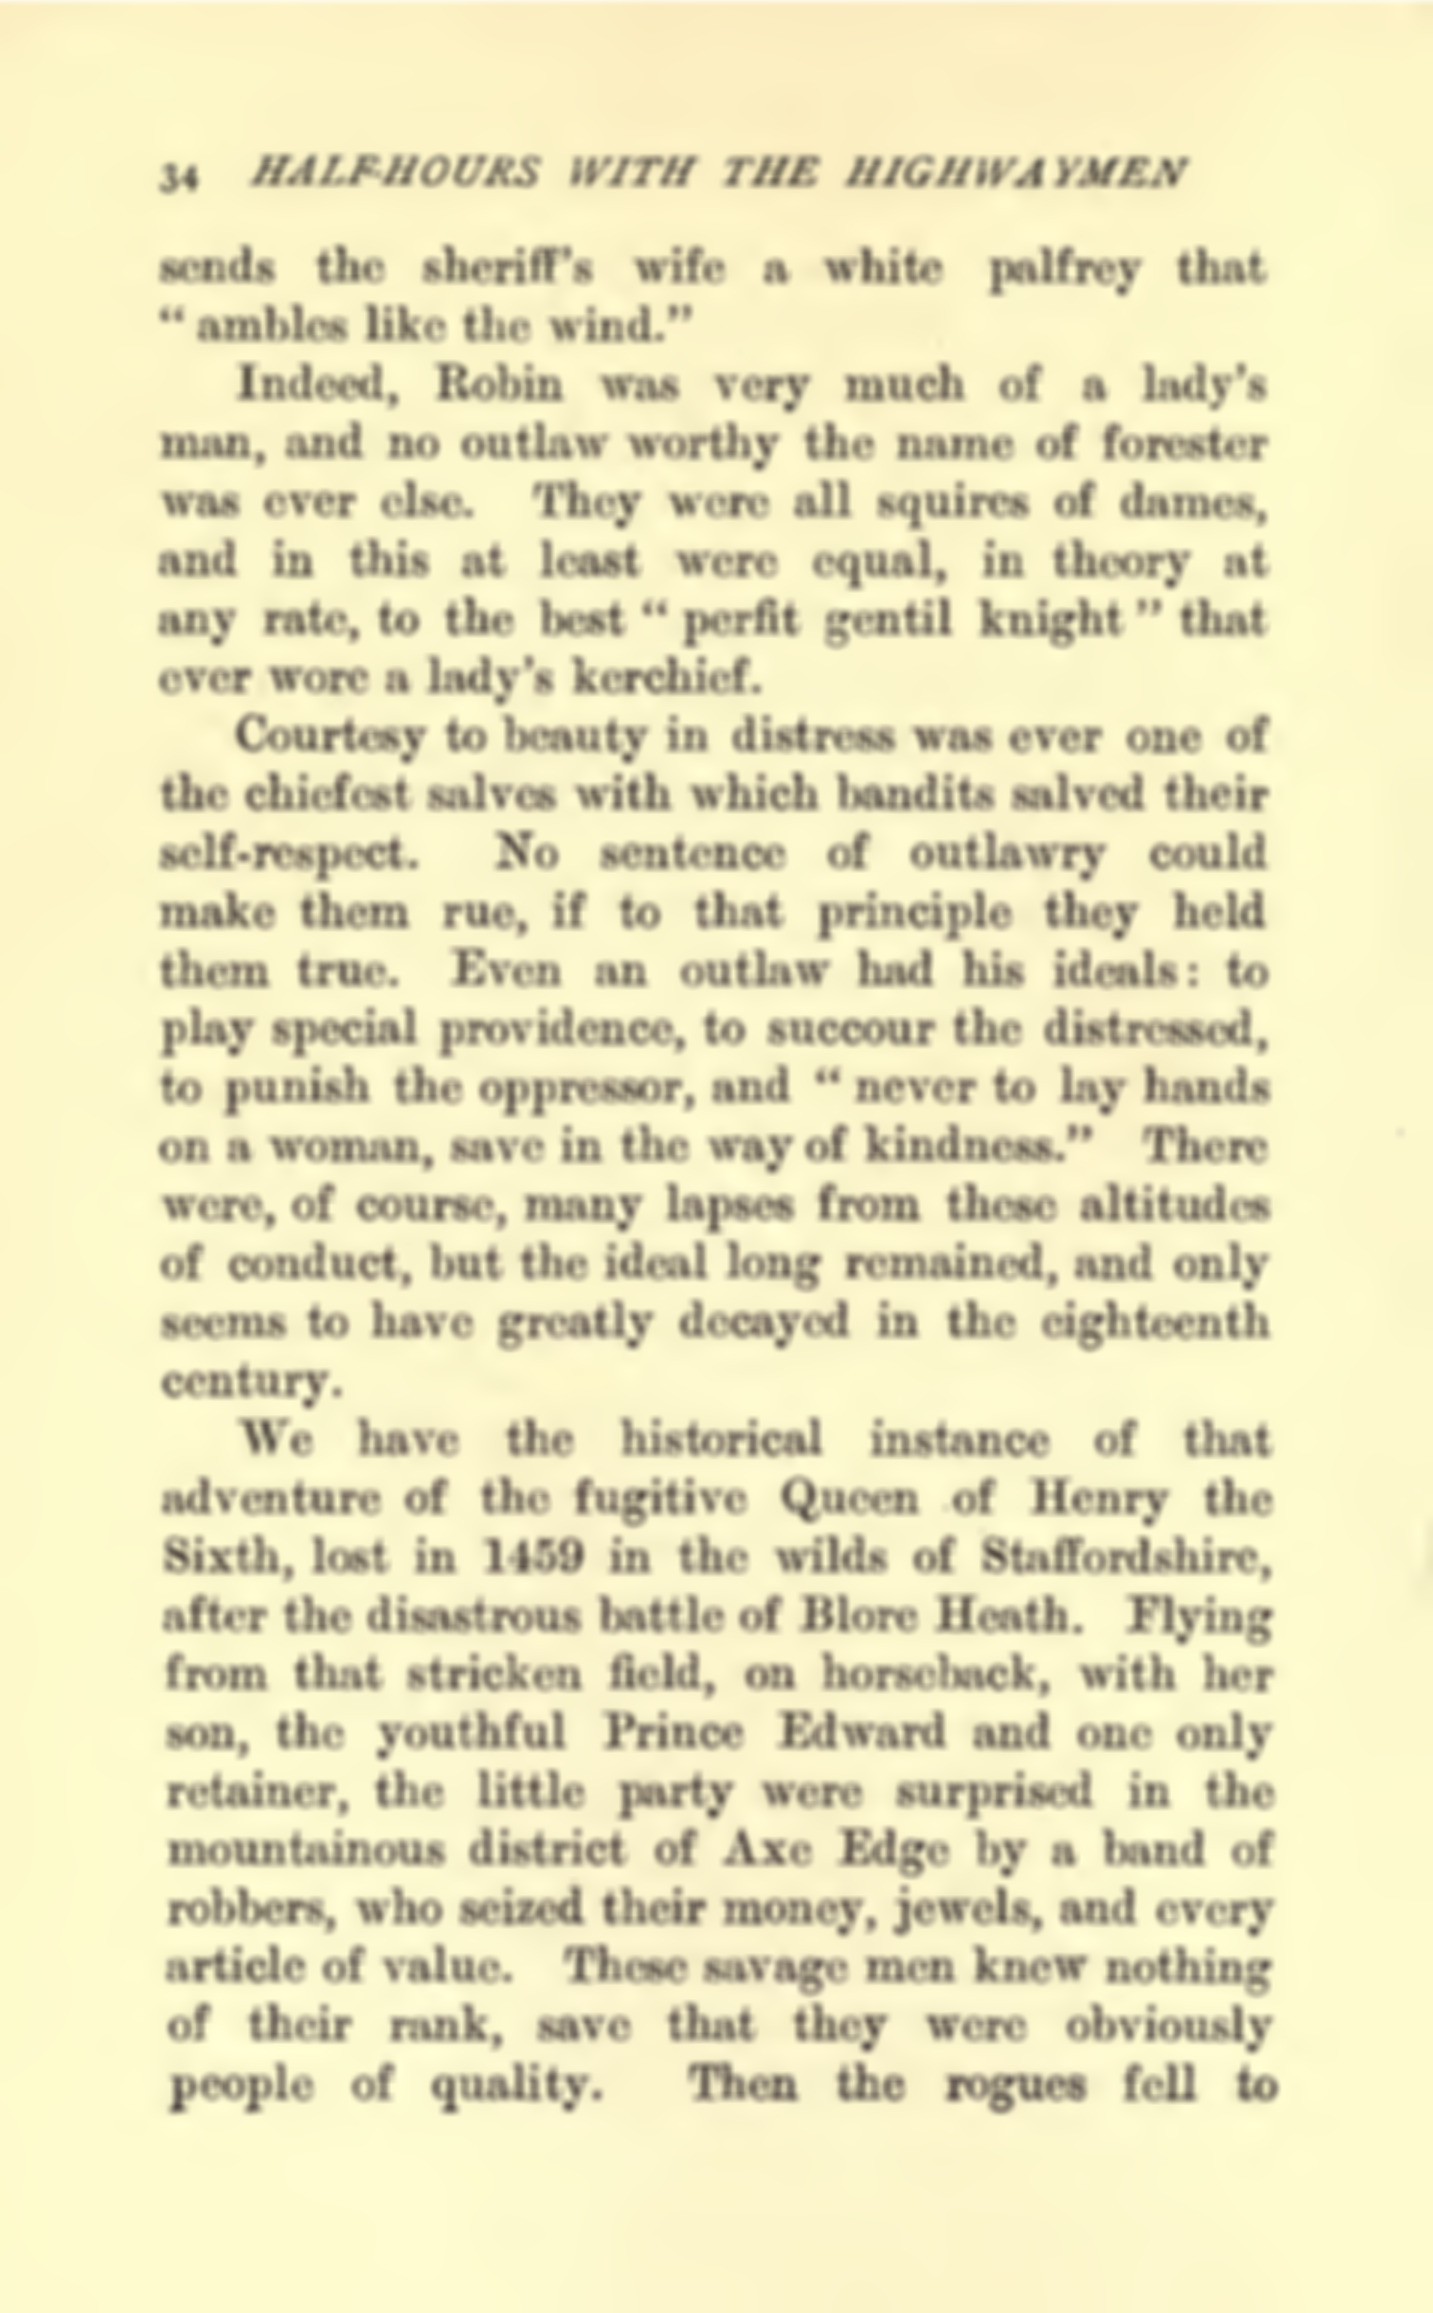 34 HALF-HOURS WITH THE HIGHWAYMEN
sends the sheriff's wife a white palfrey that
“ ambles like the wind.”
Indeed, Robin was very much of a lady's
man, and no outlaw worthy the name of forester
was ever else. They were all squires of dames,
and in this at least were equal, in theory at
any rate, to the best “ perfit gentil knight ” that
ever wore a lady's kerchief.
Courtesy to beauty in distress was ever one of
the chiefest salves with which bandits salved their
self-respect. No sentence of outlawry could
make them rue, if to that principle they held
them true. Even an outlaw had his ideals : to
play special providence, to succour the distressed,
to punish the oppressor, and “ never to lay hands
on a woman, save in the way of kindness.” There
were, of course, many lapses from these altitudes
of conduct, but the ideal long remained, and only
seems to have greatly decayed in the eighteenth
century.
We have the historical instance of that
adventure of the fugitive Queen of Henry the
Sixth, lost in 1459 in the wilds of Staffordshire,
after the disastrous battle of Blore Heath. Flying
from that stricken field, on horseback, with her
son, the youthful Prince Edward and one only
retainer, the little party were surprised in the
mountainous district of Axe Edge by a band of
robbers, who seized their money, jewels, and every
article of value. These savage men knew nothing
of their rank, save that they were obviously
people of quality. Then the rogues fell to